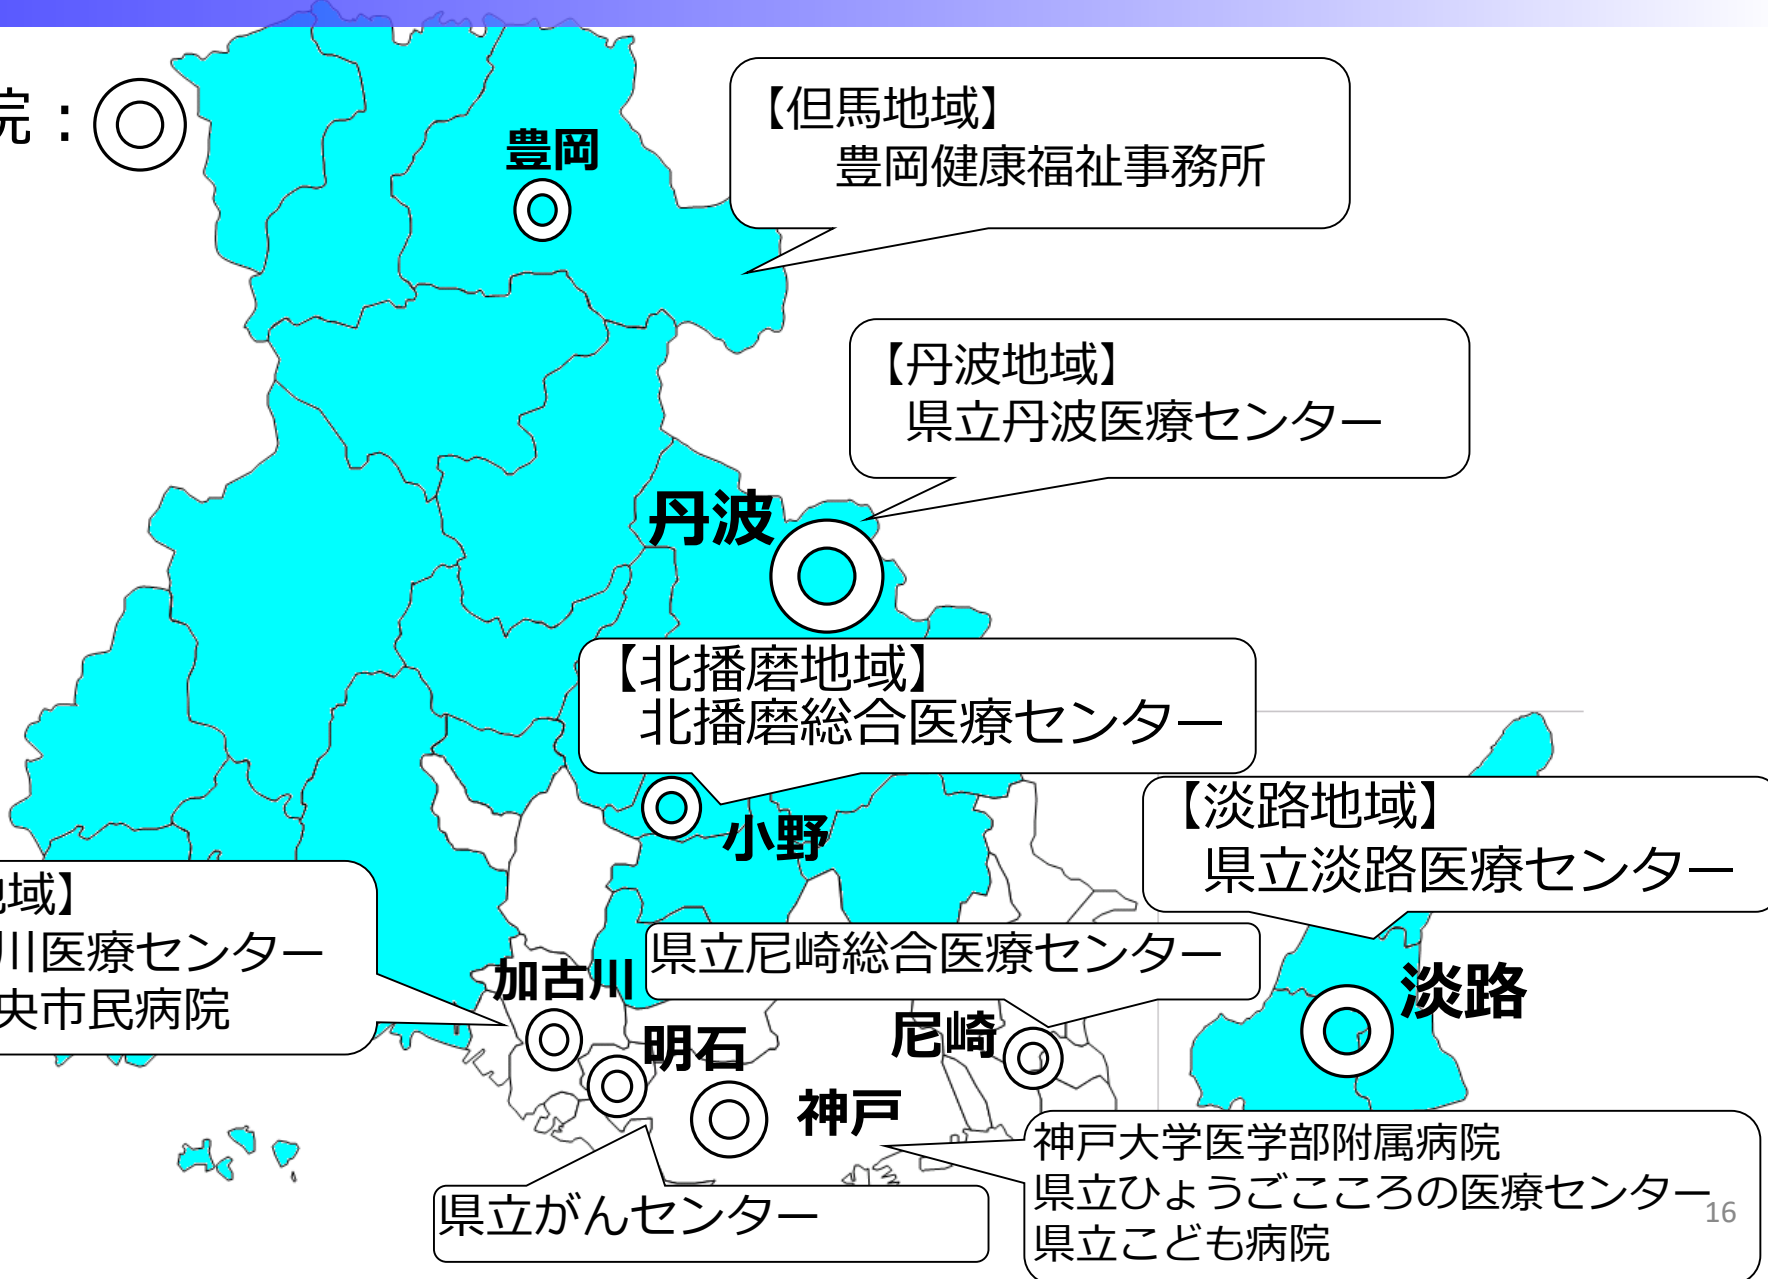 院：
豊岡
【但馬地域】
豊岡健康福祉事務所
【丹波地域】
県立丹波医療センター
丹波
【北播磨地域】
北播磨総合医療センター
小野
【淡路地域】
県立淡路医療センター
淡路
地域】
川医療センター
央市民病院
加古川
県立尼崎総合医療センター
明石
尼崎
神戸
県立がんセンター
神戸大学医学部附属病院
県立ひょうごこころの医療センター
県立こども病院
16